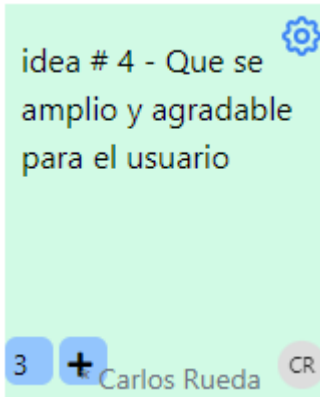 idea # 4 - Que se
amplio y agradable
para el usuario
3 +
Carlos Rueda
CR